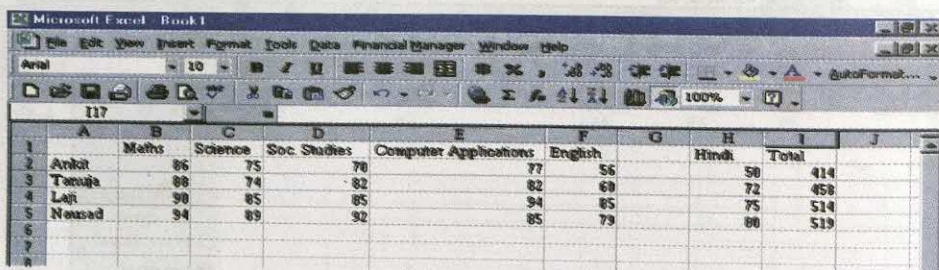 Microsoft Excel - Book1
File Edit View Insert Format Tools Data Financial Manager Window Help
Arial 10 B I U % , AutoFormat...
100%
I17 =
A B C D E F G H I J
1 Maths Science Soc. Studies Computer Applications English Hindi Total
2 Ankit 86 75 70 77 56 50 414
3 Tanuja 88 74 82 82 60 72 458
4 Laji 90 85 85 94 85 75 514
5 Nausad 94 89 92 85 79 80 519
6
7
8